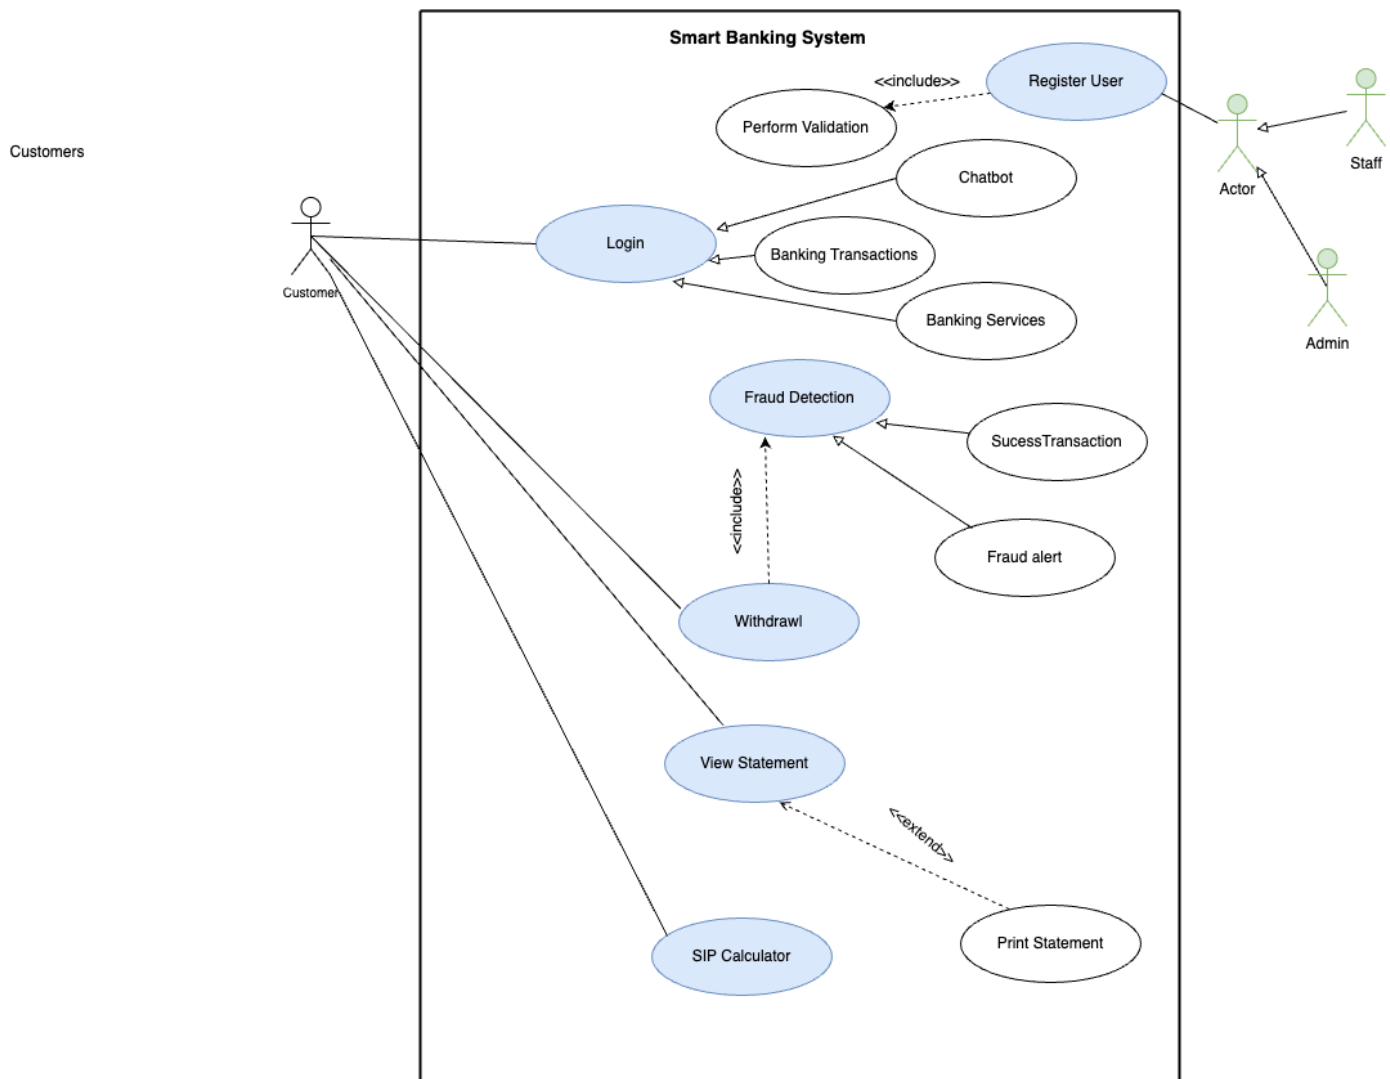 Smart Banking System
<<include>>
Register User
Perform Validation
Customers
Staff
Chatbot
Actor
Login
Banking Transactions
Customer
Banking Services
Admin
Fraud Detection
SucessTransaction
<<include>>
Fraud alert
Withdrawl
View Statement
<<extend>>
Print Statement
SIP Calculator